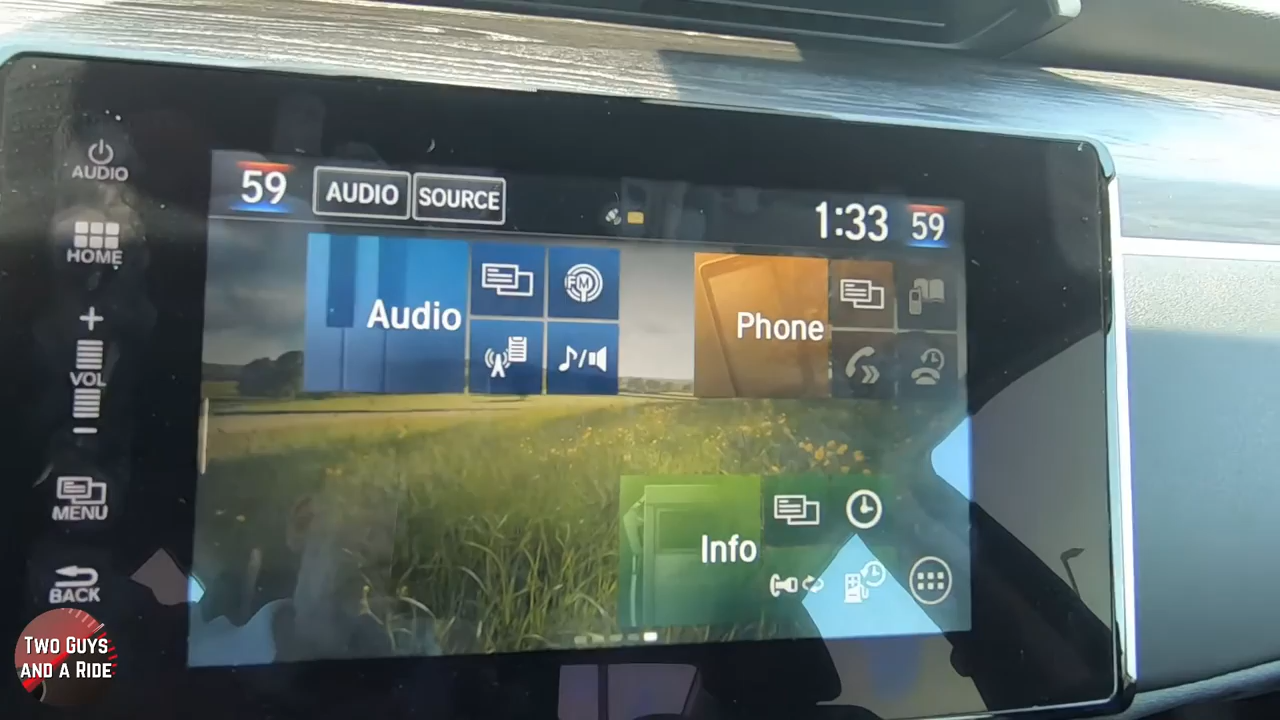 AUDIO
HOME
VOL
MENU
BACK
59
AUDIO
SOURCE
1:33
59
Audio
FM
Phone
Info
TWO GUYS
AND A RIDE